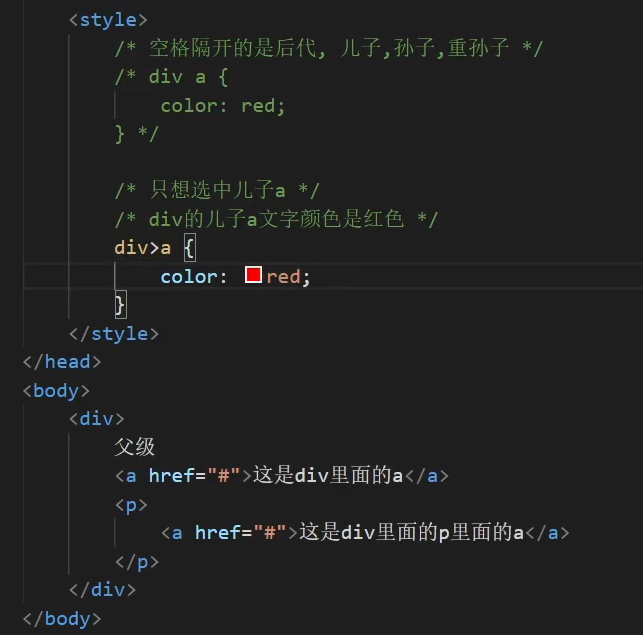 <style>
/* 空格隔开的是后代, 儿子,孙子,重孙子 */
/* div a {
color: red;
} */
/* 只想选中儿子a */
/* div的儿子a文字颜色是红色 */
div>a {
color: red;
}
</style>
</head>
<body>
<div>
父级
<a href="#">这是div里面的a</a>
<p>
<a href="#">这是div里面的p里面的a</a>
</p>
</div>
</body>